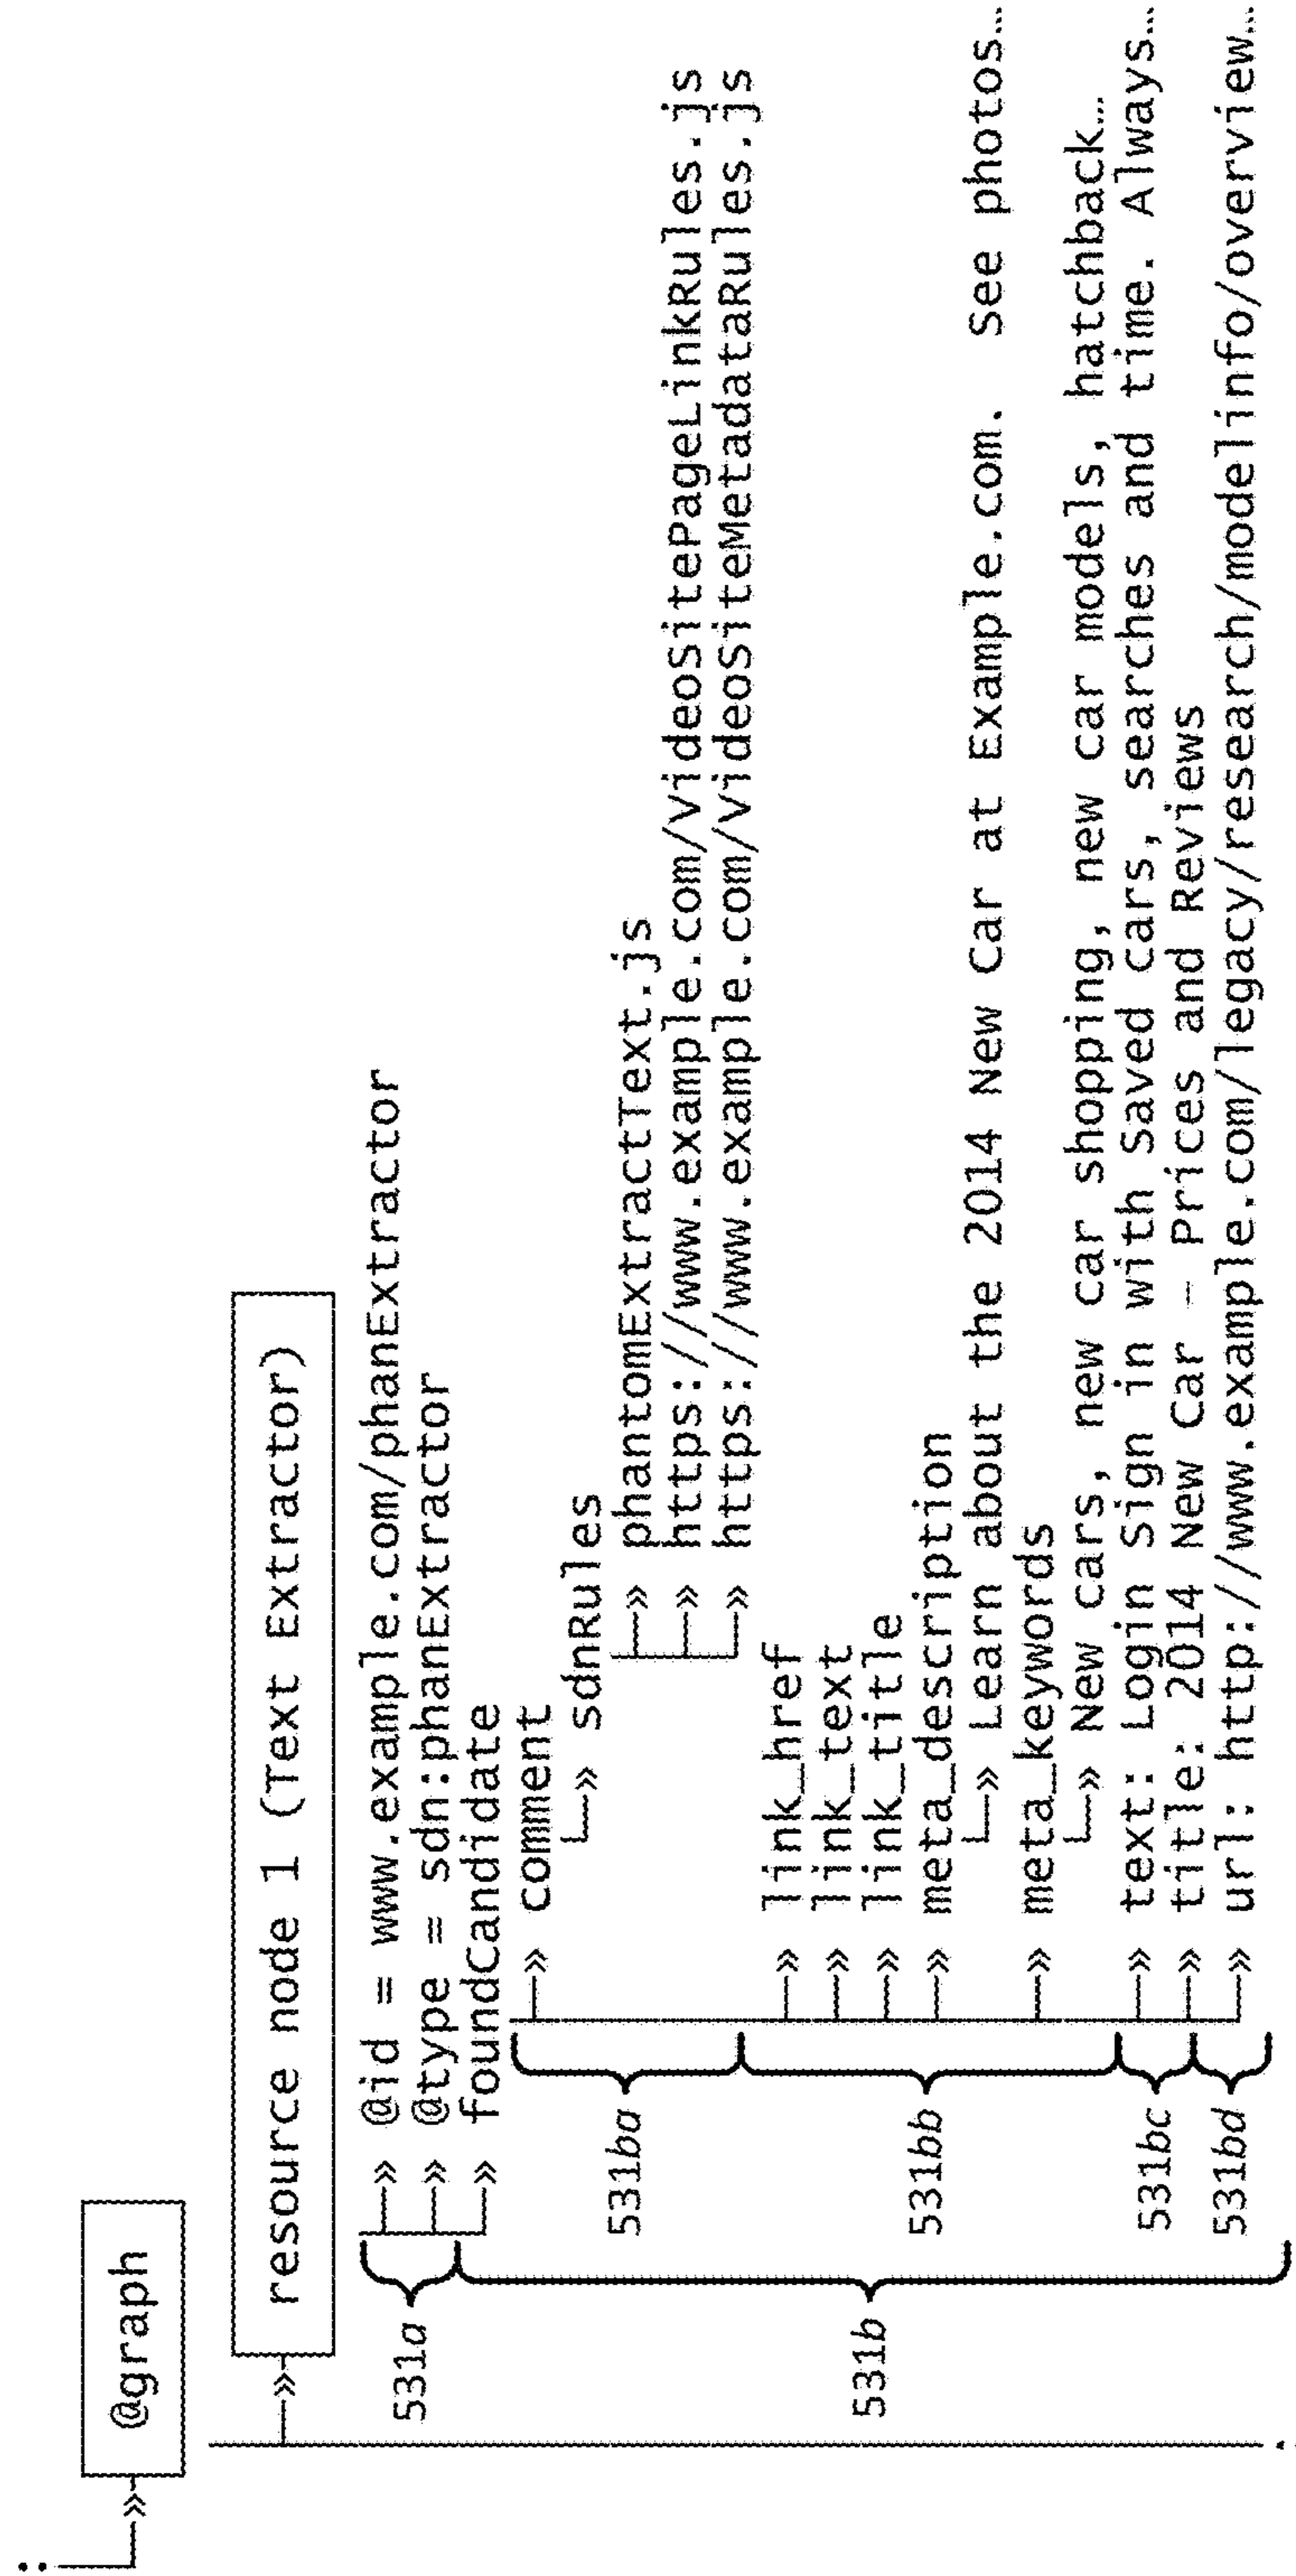 @graph
resource node 1 (Text Extractor)
531a
@id = www.example.com/phanExtractor
@type = sdn:phanExtractor
531b
foundCandidate
531ba
comment
sdnRules
phantomExtractText.js
https://www.example.com/videoSitePageLinkRules.js
https://www.example.com/videoSiteMetadataRules.js
531bb
link_href
link_text
link_title
meta_description
Learn about the 2014 New Car at Example.com. See photos…
meta_keywords
New cars, new car shopping, new car models, hatchback…
531bc
text: Login Sign in with Saved cars, searches and time. Always…
title: 2014 New Car – Prices and Reviews
531bd
url: http://www.example.com/legacy/research/modelinfo/overview…